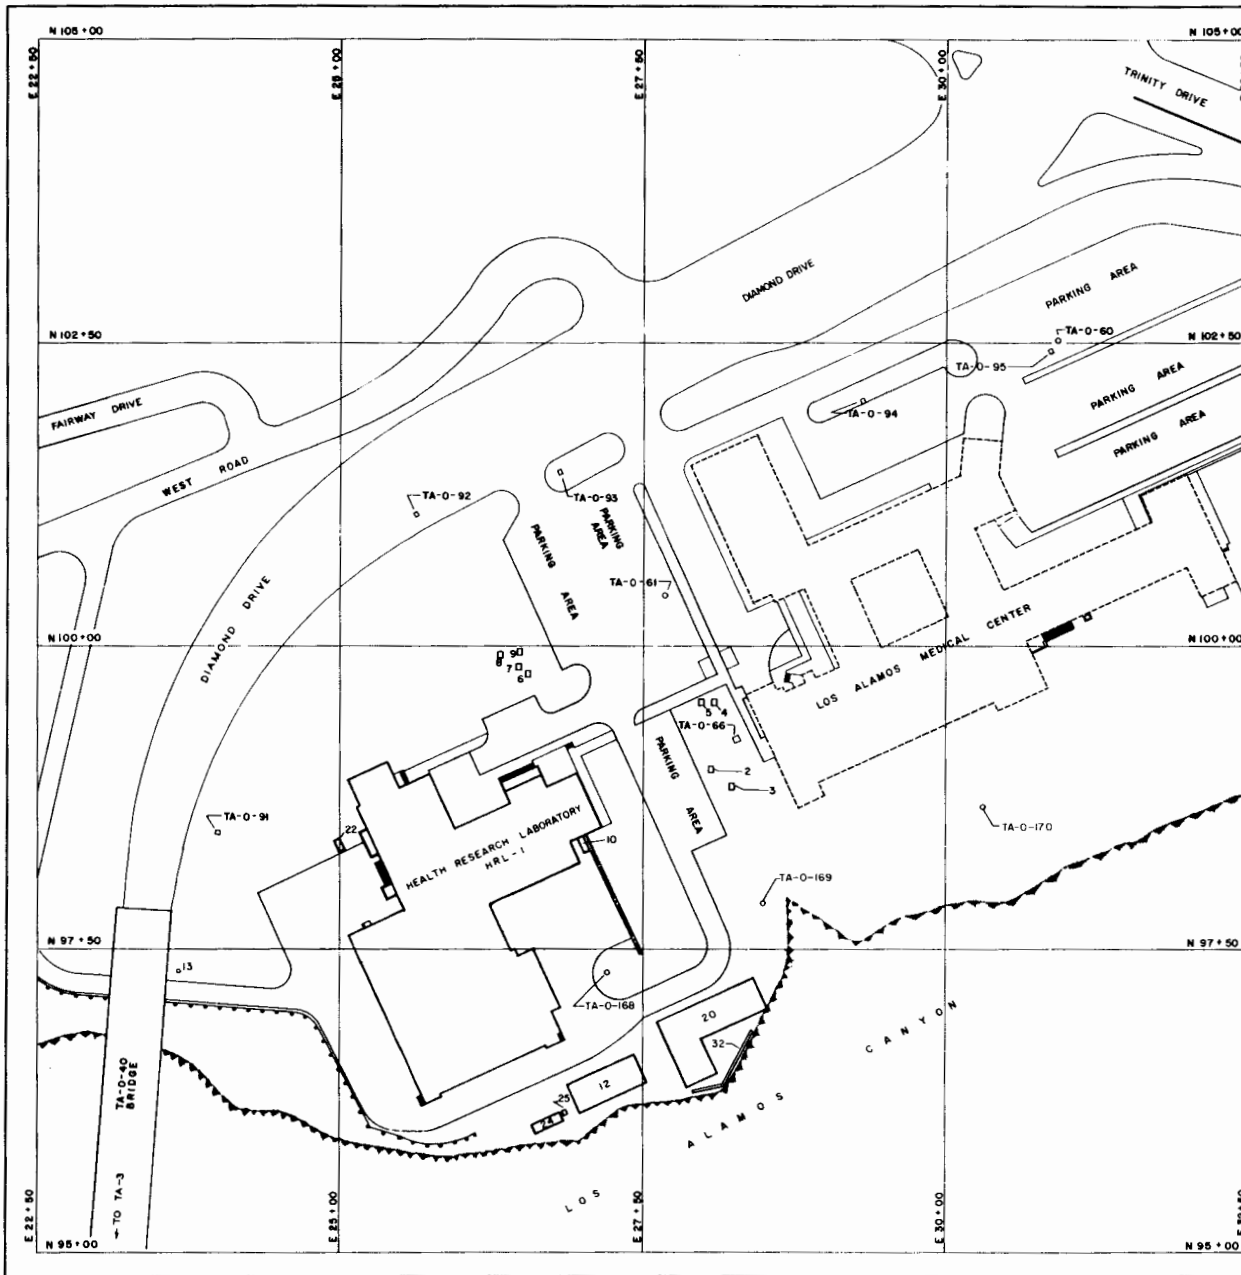 N 105 + 00
N 105 + 00
E 22 + 50
E 25 + 00
E 27 + 50
E 30 + 00
TRINITY DRIVE
DIAMOND DRIVE
PARKING AREA
N 102 + 50
TA-0-60
N 102 + 50
TA-0-95
PARKING AREA
FAIRWAY DRIVE
TA-0-94
PARKING AREA
WEST ROAD
TA-0-92
TA-0-93
PARKING
AREA
PARKING AREA
TA-0-61
DIAMOND DRIVE
LOS ALAMOS MEDICAL CENTER
N 100 + 00
N 100 + 00
9
8
7
6
5
4
TA-0-66
PARKING AREA
2
3
TA-0-91
22
HEALTH RESEARCH LABORATORY
HRL-1
10
TA-0-170
TA-0-169
N 97 + 50
N 97 + 50
13
TA-0-168
20
32
12
25
24
TA-0-40
BRIDGE
LOS ALAMOS CANYON
TO TA-3
E 22 + 50
E 25 + 00
E 27 + 50
E 30 + 00
N 95 + 00
N 95 + 00